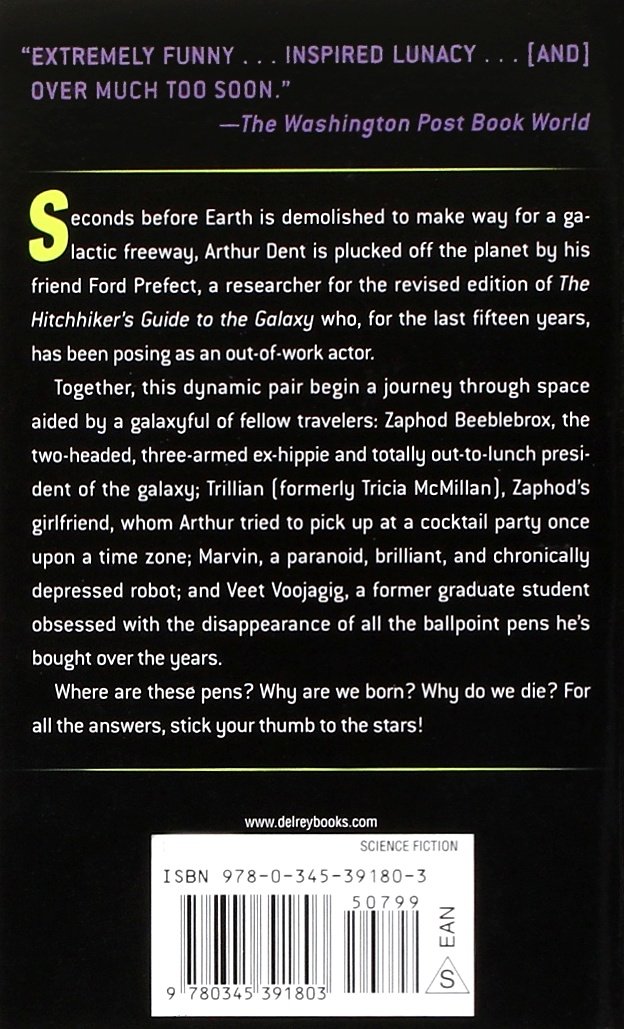 “EXTREMELY FUNNY . . . INSPIRED LUNACY . . . [AND]
OVER MUCH TOO SOON.”
—The Washington Post Book World
Seconds before Earth is demolished to make way for a ga-
lactic freeway, Arthur Dent is plucked off the planet by his
friend Ford Prefect, a researcher for the revised edition of The
Hitchhiker’s Guide to the Galaxy who, for the last fifteen years,
has been posing as an out-of-work actor.
Together, this dynamic pair begin a journey through space
aided by a galaxyful of fellow travelers: Zaphod Beeblebrox, the
two-headed, three-armed ex-hippie and totally out-to-lunch presi-
dent of the galaxy; Trillian (formerly Tricia McMillan), Zaphod’s
girlfriend, whom Arthur tried to pick up at a cocktail party once
upon a time zone; Marvin, a paranoid, brilliant, and chronically
depressed robot; and Veet Voojagig, a former graduate student
obsessed with the disappearance of all the ballpoint pens he’s
bought over the years.
Where are these pens? Why are we born? Why do we die? For
all the answers, stick your thumb to the stars!
www.delreybooks.com
SCIENCE FICTION
ISBN 978-0-345-39180-3
50799
9 780345 391803
S EAN